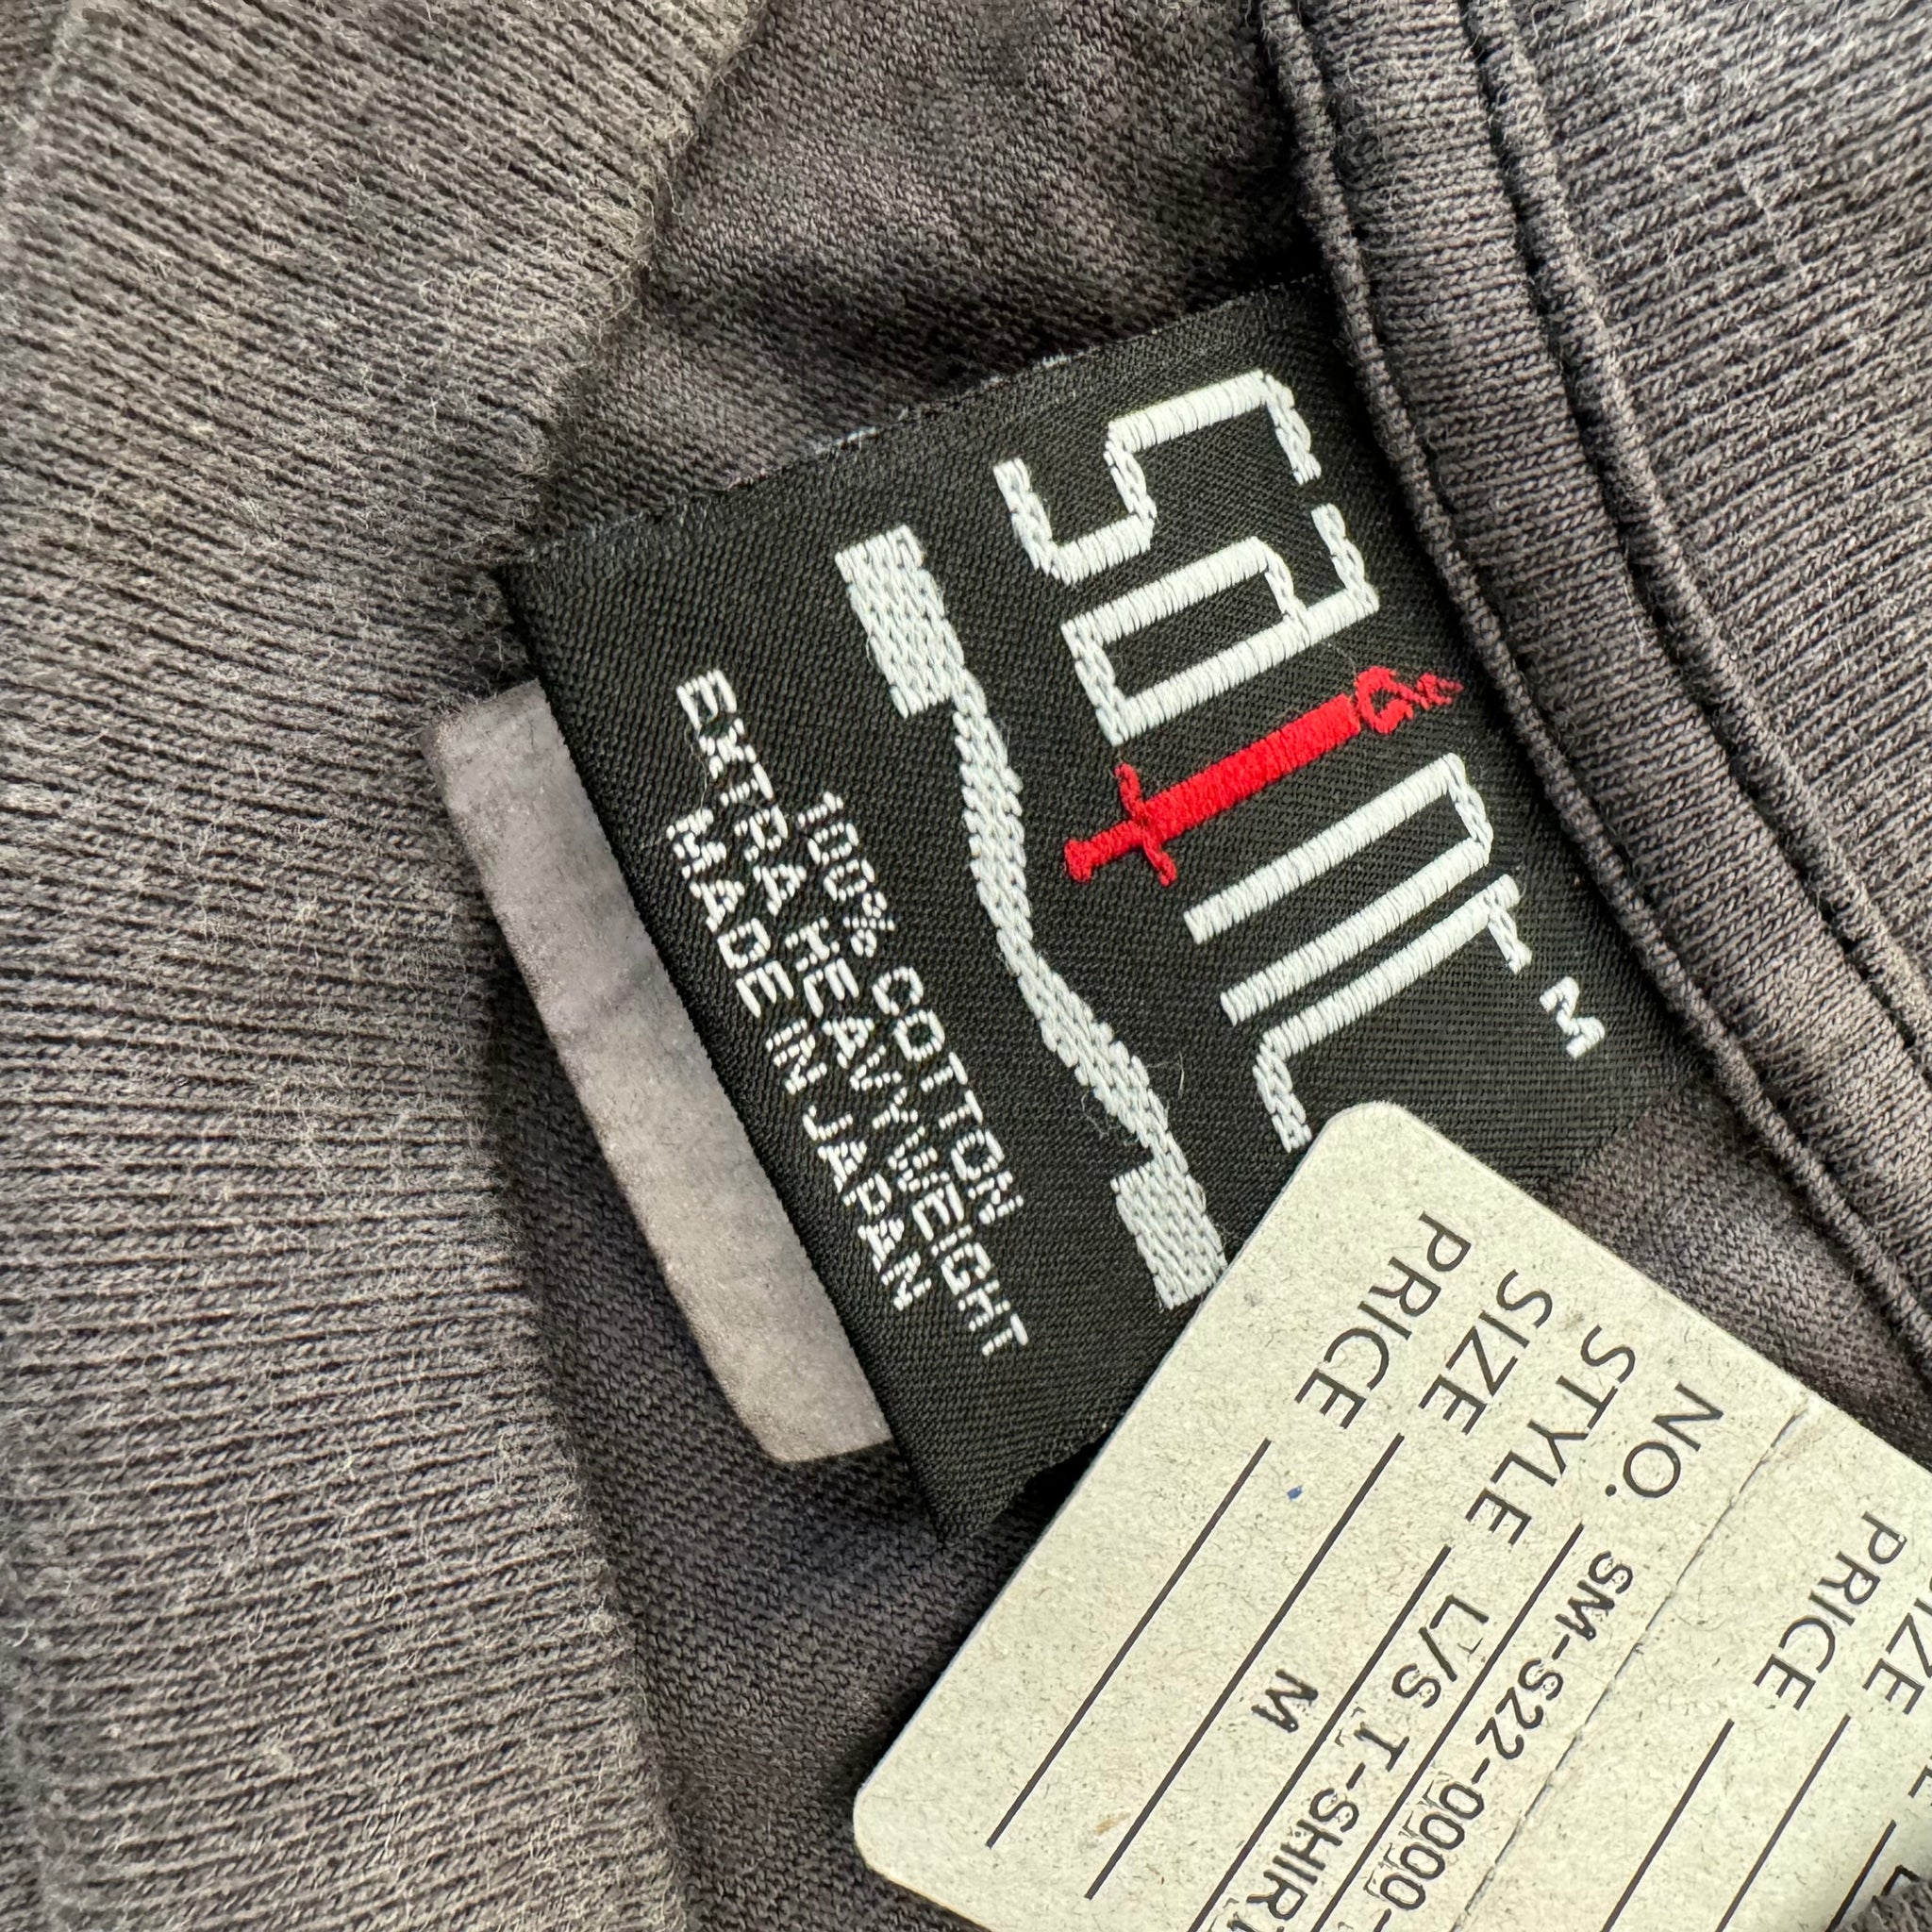 SaINT
M
100% COTTON
EXTRA HEAVYWEIGHT
MADE IN JAPAN
NO. SM-S22-0000-
STYLE L/S T-SHIRT
SIZE M
PRICE
PRICE